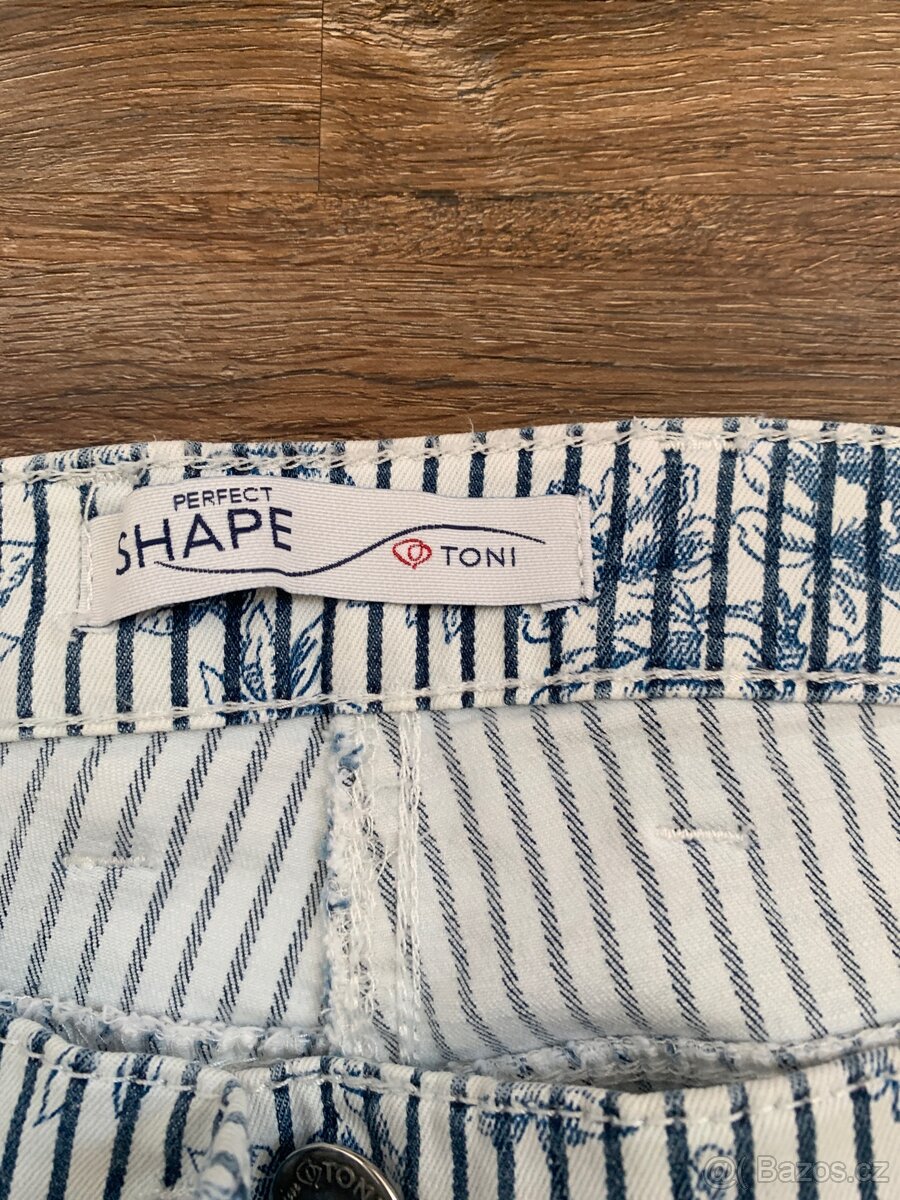 PERFECT
SHAPE
TONI
TONI
@ Bazos.cz